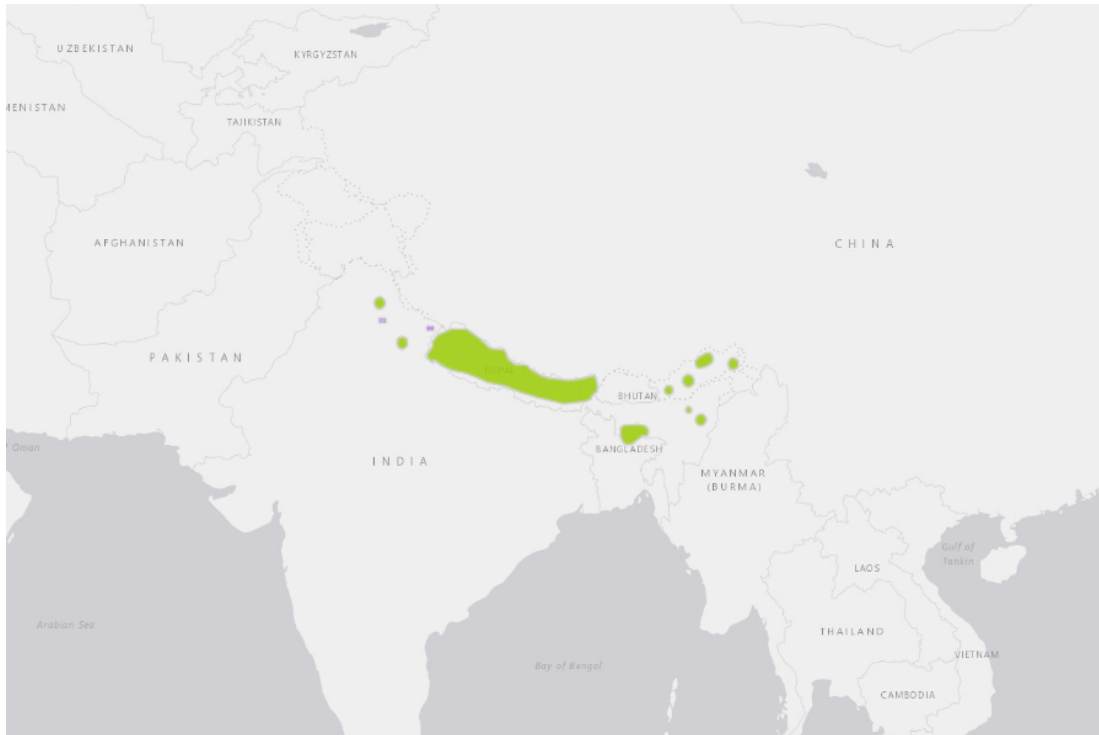 UZBEKISTAN
KYRGYZSTAN
MENISTAN
TAJIKISTAN
AFGHANISTAN
CHINA
PAKISTAN
NEPAL
BHUTAN
Oman
INDIA
BANGLADESH
MYANMAR
(BURMA)
Gulf of
Tonkin
LAOS
Arabian Sea
THAILAND
VIETNAM
Bay of Bengal
CAMBODIA